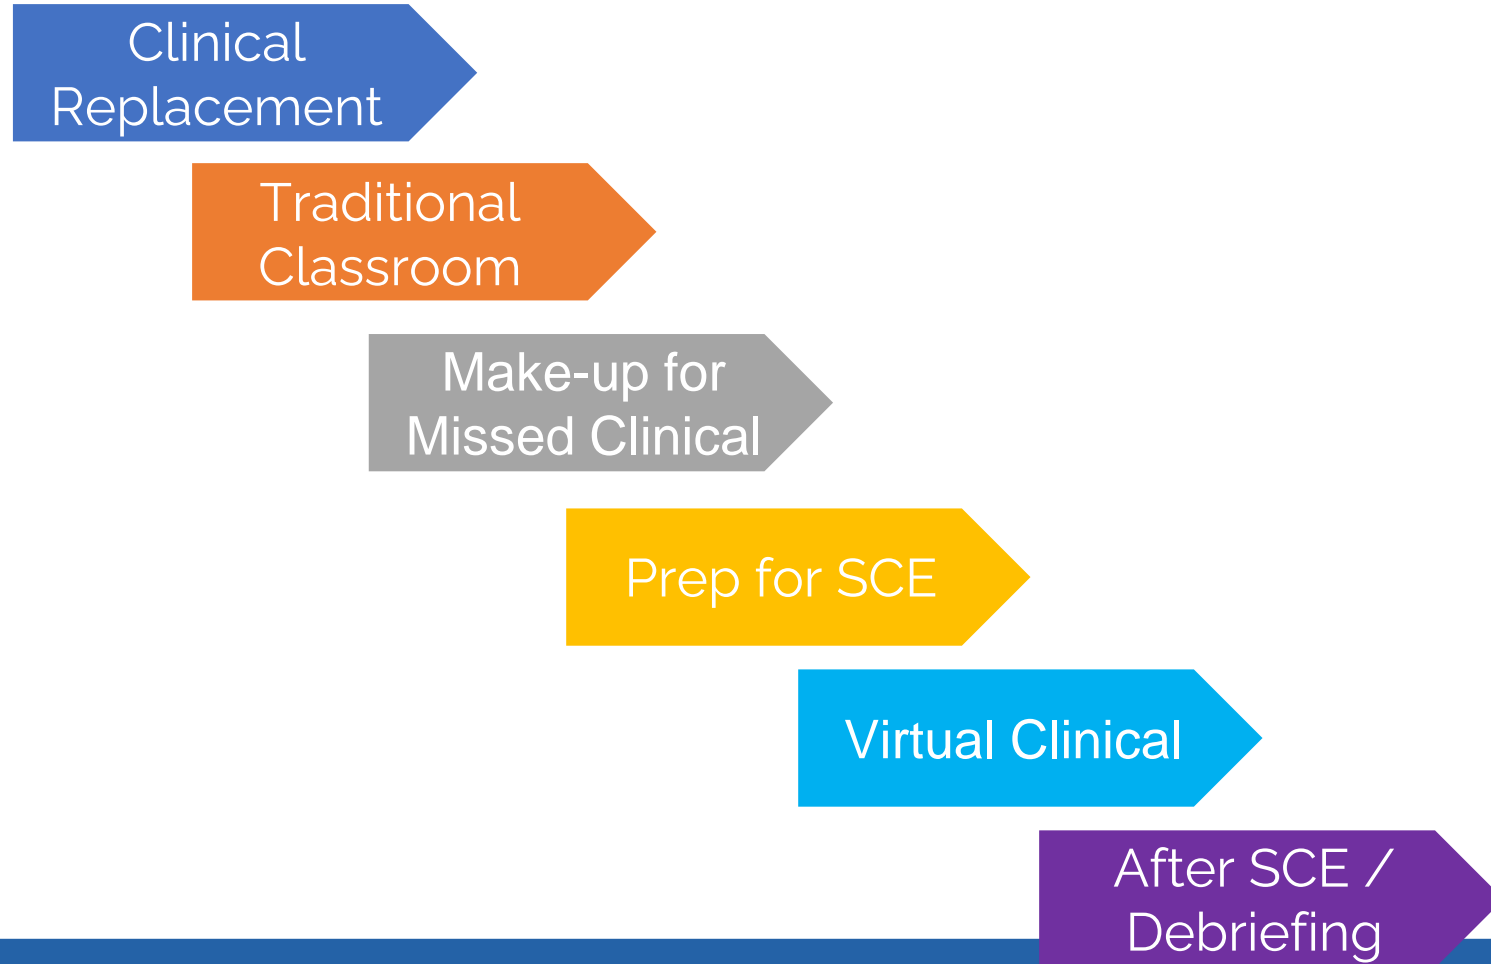 Clinical
Replacement
Traditional
Classroom
Make-up for
Missed Clinical
Prep for SCE
Virtual Clinical
After SCE /
Debriefing